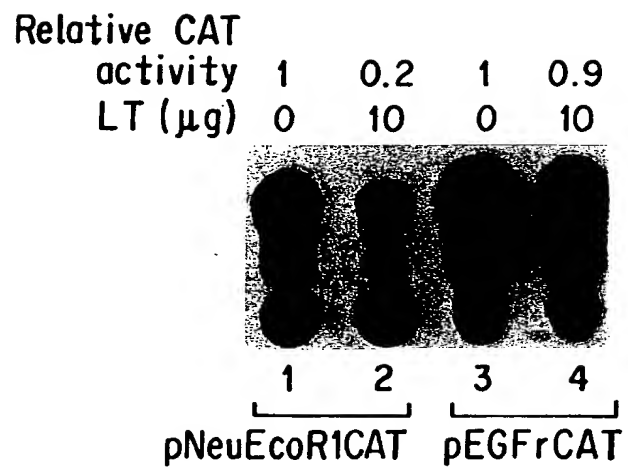 Relative CAT
activity 1 0.2 1 0.9
LT (µg) 0 10 0 10
1 2 3 4
pNeuEcoR1CAT pEGFrCAT